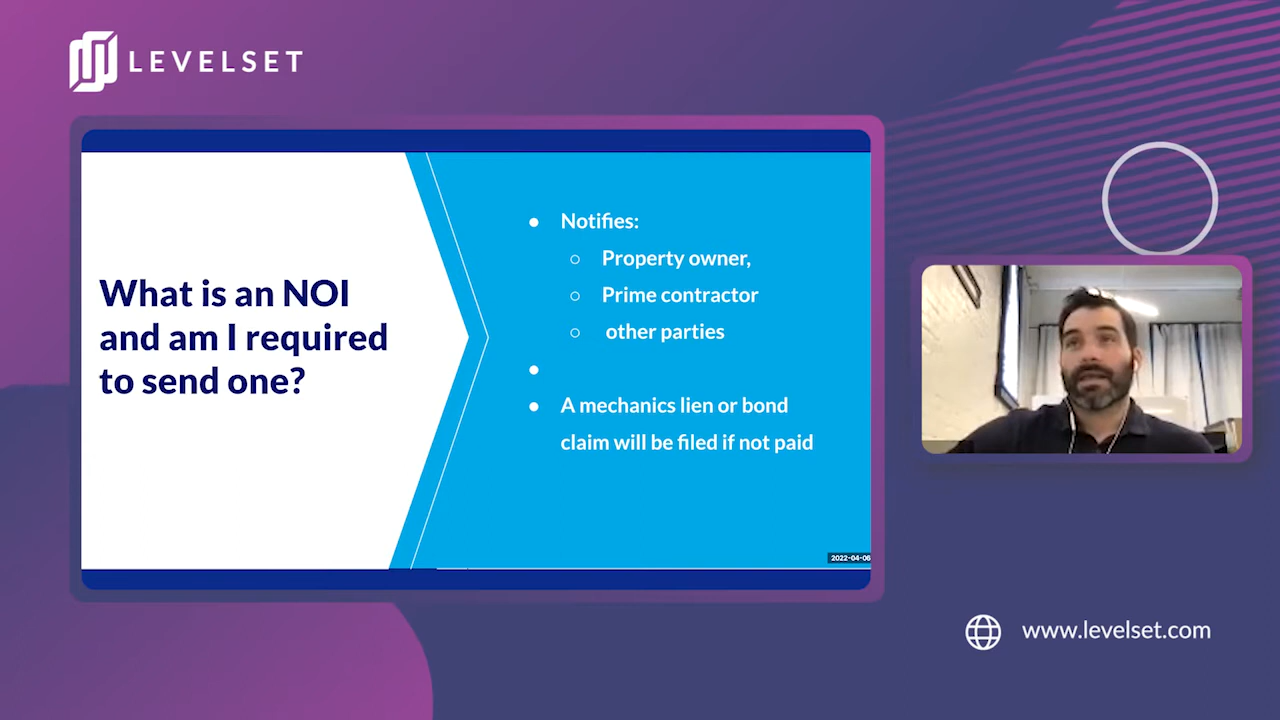 LEVELSET
What is an NOI
and am I required
to send one?
● Notifies:
○ Property owner,
○ Prime contractor
○ other parties
●
● A mechanics lien or bond
claim will be filed if not paid
2022-04-06
www.levelset.com